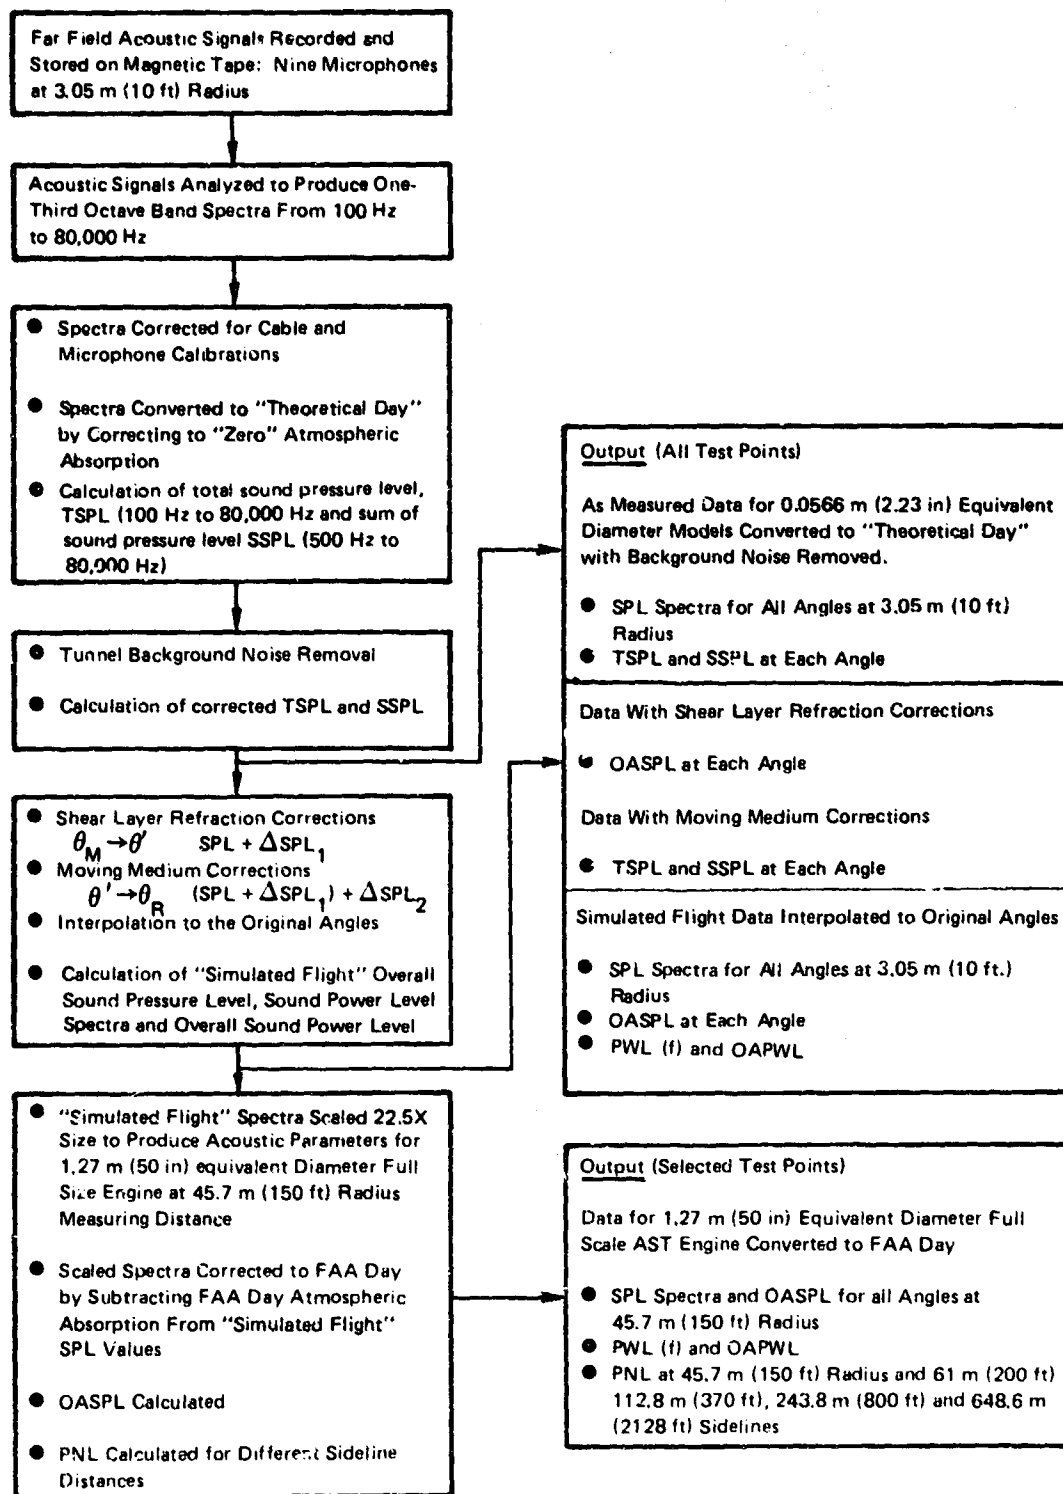 Far Field Acoustic Signals Recorded and
Stored on Magnetic Tape: Nine Microphones
at 3.05 m (10 ft) Radius
Acoustic Signals Analyzed to Produce One-
Third Octave Band Spectra From 100 Hz
to 80,000 Hz
● Spectra Corrected for Cable and
Microphone Calibrations
● Spectra Converted to "Theoretical Day"
by Correcting to "Zero" Atmospheric
Absorption
● Calculation of total sound pressure level,
TSPL (100 Hz to 80,000 Hz and sum of
sound pressure level SSPL (500 Hz to
80,000 Hz)
● Tunnel Background Noise Removal
● Calculation of corrected TSPL and SSPL
● Shear Layer Refraction Corrections
θM → θ′ SPL + ΔSPL1
● Moving Medium Corrections
θ′ → θR (SPL + ΔSPL1) + ΔSPL2
● Interpolation to the Original Angles
● Calculation of "Simulated Flight" Overall
Sound Pressure Level, Sound Power Level
Spectra and Overall Sound Power Level
● "Simulated Flight" Spectra Scaled 22.5X
Size to Produce Acoustic Parameters for
1.27 m (50 in) equivalent Diameter Full
Size Engine at 45.7 m (150 ft) Radius
Measuring Distance
● Scaled Spectra Corrected to FAA Day
by Subtracting FAA Day Atmospheric
Absorption From "Simulated Flight"
SPL Values
● OASPL Calculated
● PNL Calculated for Different Sideline
Distances
Output (All Test Points)
As Measured Data for 0.0566 m (2.23 in) Equivalent
Diameter Models Converted to "Theoretical Day"
with Background Noise Removed.
● SPL Spectra for All Angles at 3.05 m (10 ft)
Radius
● TSPL and SSPL at Each Angle
Data With Shear Layer Refraction Corrections
● OASPL at Each Angle
Data With Moving Medium Corrections
● TSPL and SSPL at Each Angle
Simulated Flight Data Interpolated to Original Angles
● SPL Spectra for All Angles at 3.05 m (10 ft.)
Radius
● OASPL at Each Angle
● PWL (f) and OAPWL
Output (Selected Test Points)
Data for 1.27 m (50 in) Equivalent Diameter Full
Scale AST Engine Converted to FAA Day
● SPL Spectra and OASPL for all Angles at
45.7 m (150 ft) Radius
● PWL (f) and OAPWL
● PNL at 45.7 m (150 ft) Radius and 61 m (200 ft)
112.8 m (370 ft), 243.8 m (800 ft) and 648.6 m
(2128 ft) Sidelines